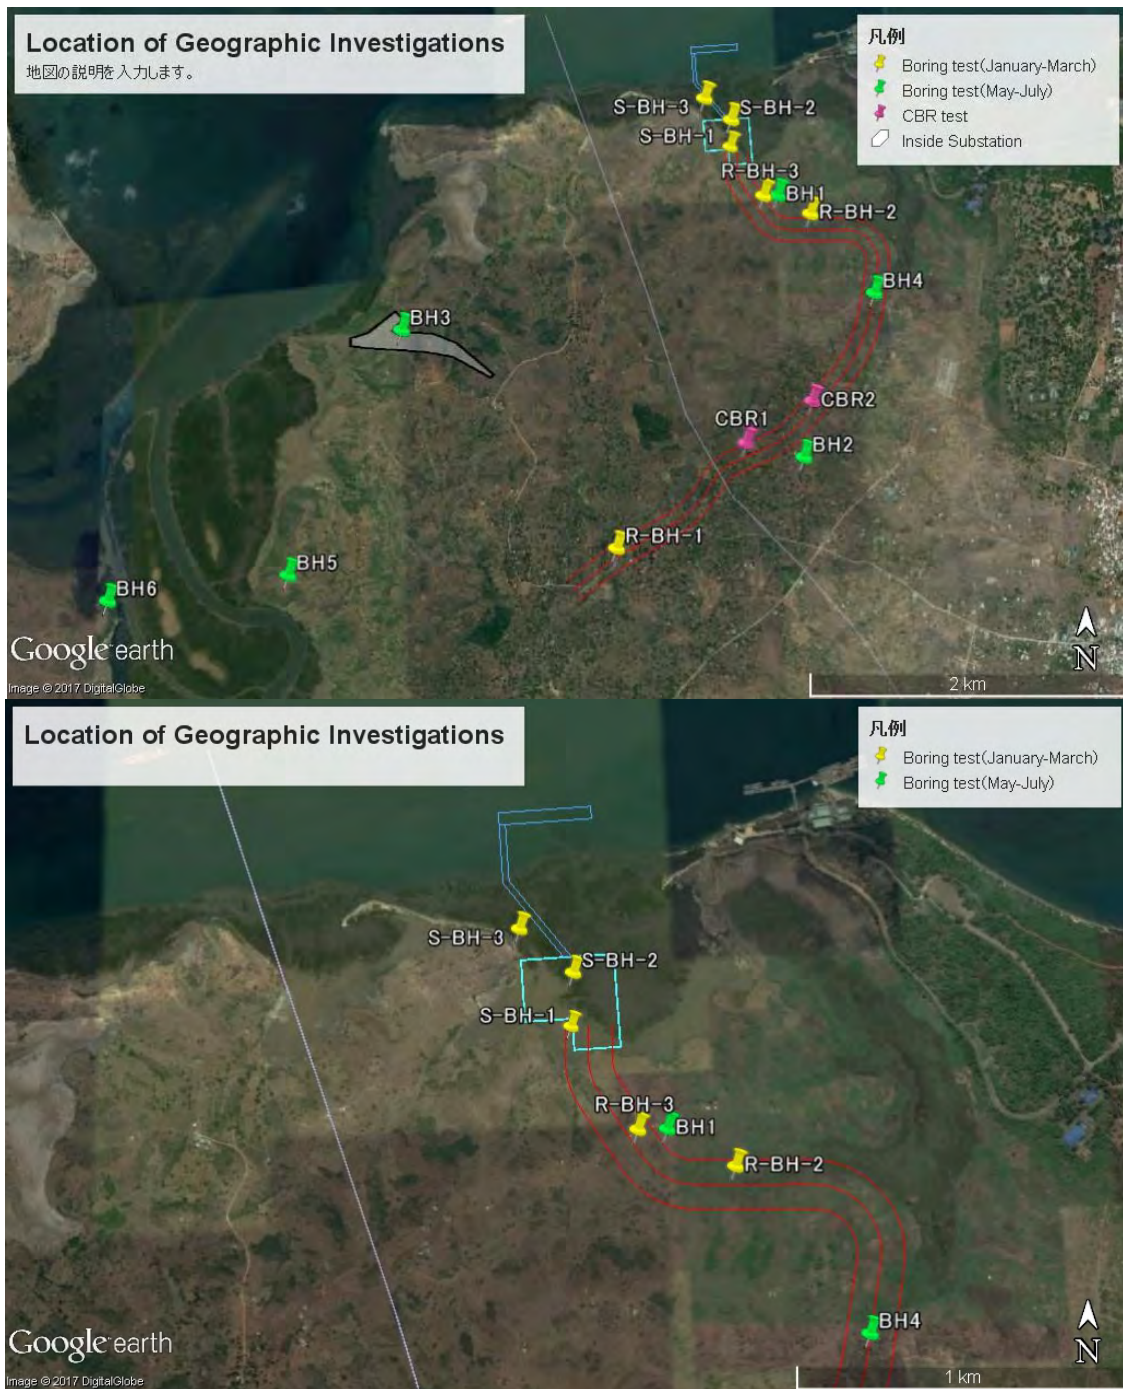 Location of Geographic Investigations
地図の説明を入力します。
凡例
Boring test(January-March)
Boring test(May-July)
CBR test
Inside Substation
S-BH-3
S-BH-2
S-BH-1
R-BH-3
BH1
R-BH-2
BH4
BH3
CBR2
CBR1
BH2
R-BH-1
BH5
BH6
Google earth
N
Image © 2017 DigitalGlobe
2 km
Location of Geographic Investigations
凡例
Boring test(January-March)
Boring test(May-July)
S-BH-3
S-BH-2
S-BH-1
R-BH-3
BH1
R-BH-2
BH4
Google earth
N
Image © 2017 DigitalGlobe
1 km